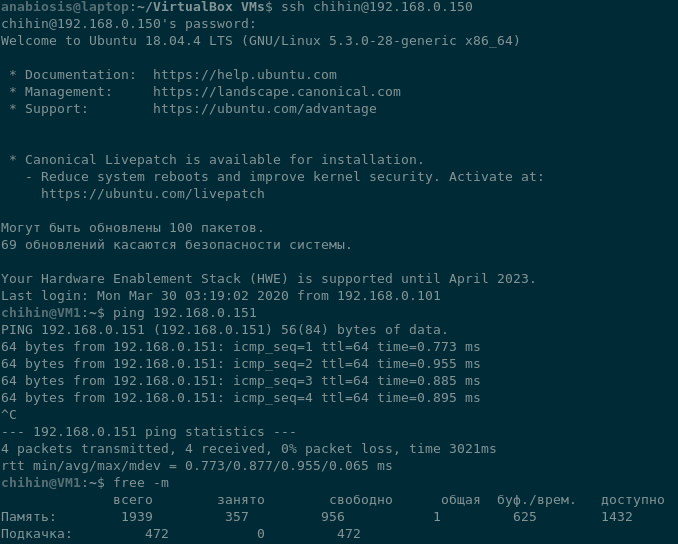 anabiosis@laptop:~/VirtualBox VMs$ ssh chihin@192.168.0.150
chihin@192.168.0.150's password:
Welcome to Ubuntu 18.04.4 LTS (GNU/Linux 5.3.0-28-generic x86_64)
 * Documentation:  https://help.ubuntu.com
 * Management:     https://landscape.canonical.com
 * Support:        https://ubuntu.com/advantage
 * Canonical Livepatch is available for installation.
   - Reduce system reboots and improve kernel security. Activate at:
     https://ubuntu.com/livepatch
Могут быть обновлены 100 пакетов.
69 обновлений касаются безопасности системы.
Your Hardware Enablement Stack (HWE) is supported until April 2023.
Last login: Mon Mar 30 03:19:02 2020 from 192.168.0.101
chihin@VM1:~$ ping 192.168.0.151
PING 192.168.0.151 (192.168.0.151) 56(84) bytes of data.
64 bytes from 192.168.0.151: icmp_seq=1 ttl=64 time=0.773 ms
64 bytes from 192.168.0.151: icmp_seq=2 ttl=64 time=0.955 ms
64 bytes from 192.168.0.151: icmp_seq=3 ttl=64 time=0.885 ms
64 bytes from 192.168.0.151: icmp_seq=4 ttl=64 time=0.895 ms
^C
--- 192.168.0.151 ping statistics ---
4 packets transmitted, 4 received, 0% packet loss, time 3021ms
rtt min/avg/max/mdev = 0.773/0.877/0.955/0.065 ms
chihin@VM1:~$ free -m
              всего        занято        свободно      общая  буф./врем.   доступно
Память:        1939         357         956           1         625        1432
Подкачка:         472           0         472